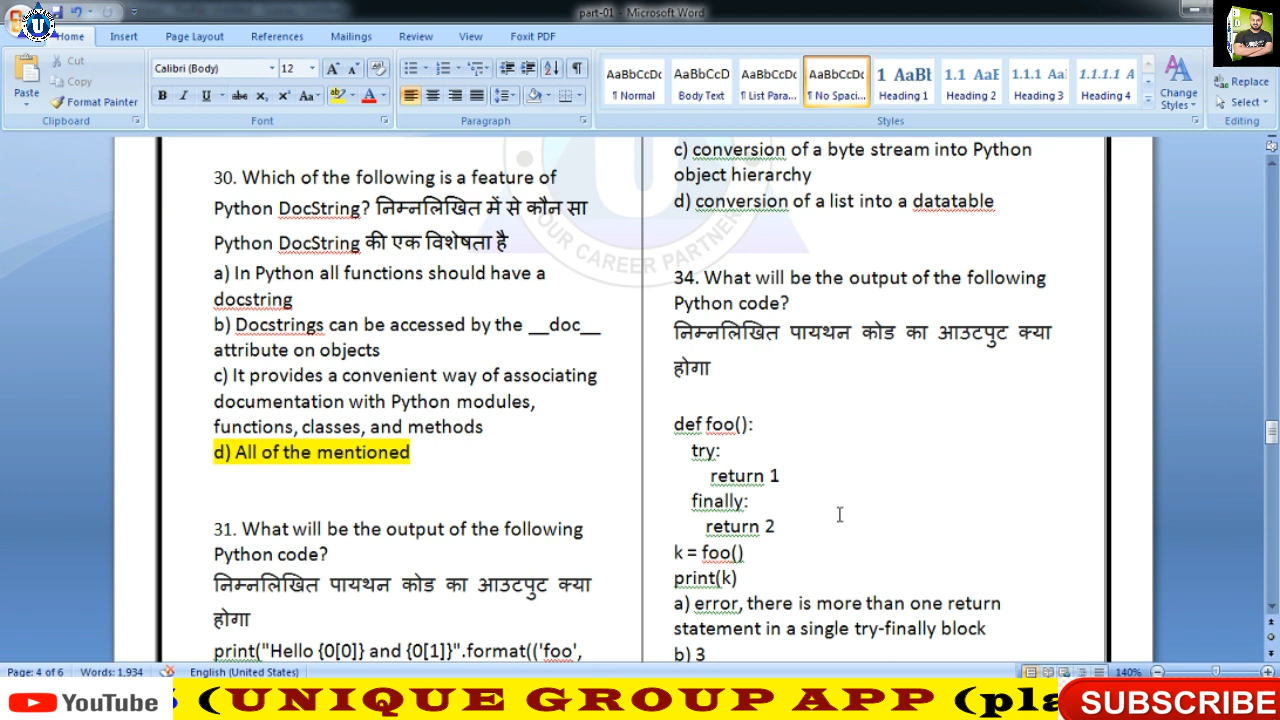 part-01 - Microsoft Word
Home Insert Page Layout References Mailings Review View Foxit PDF
Paste
Cut
Copy
Format Painter
Clipboard
Calibri (Body) 12
Font
Paragraph
AaBbCcDc AaBbCcD AaBbCcDc AaBbCcDc 1 AaBb 1.1 AaB 1.1.1 Aa 1.1.1.1 A
¶ Normal Body Text ¶ List Para... ¶ No Spaci... Heading 1 Heading 2 Heading 3 Heading 4
Change
Styles
Styles
Replace
Select
Editing
OUR CAREER PARTNER
30. Which of the following is a feature of
Python DocString? निम्नलिखित में से कौन सा
Python DocString की एक विशेषता है
a) In Python all functions should have a
docstring
b) Docstrings can be accessed by the __doc__
attribute on objects
c) It provides a convenient way of associating
documentation with Python modules,
functions, classes, and methods
d) All of the mentioned
31. What will be the output of the following
Python code?
निम्नलिखित पायथन कोड का आउटपुट क्या
होगा
print("Hello {0[0]} and {0[1]}".format(('foo',
c) conversion of a byte stream into Python
object hierarchy
d) conversion of a list into a datatable
34. What will be the output of the following
Python code?
निम्नलिखित पायथन कोड का आउटपुट क्या
होगा
def foo():
try:
return 1
finally:
return 2
k = foo()
print(k)
a) error, there is more than one return
statement in a single try-finally block
b) 3
Page: 4 of 6 Words: 1,934 English (United States) 140%
YouTube (UNIQUE GROUP APP (pla SUBSCRIBE